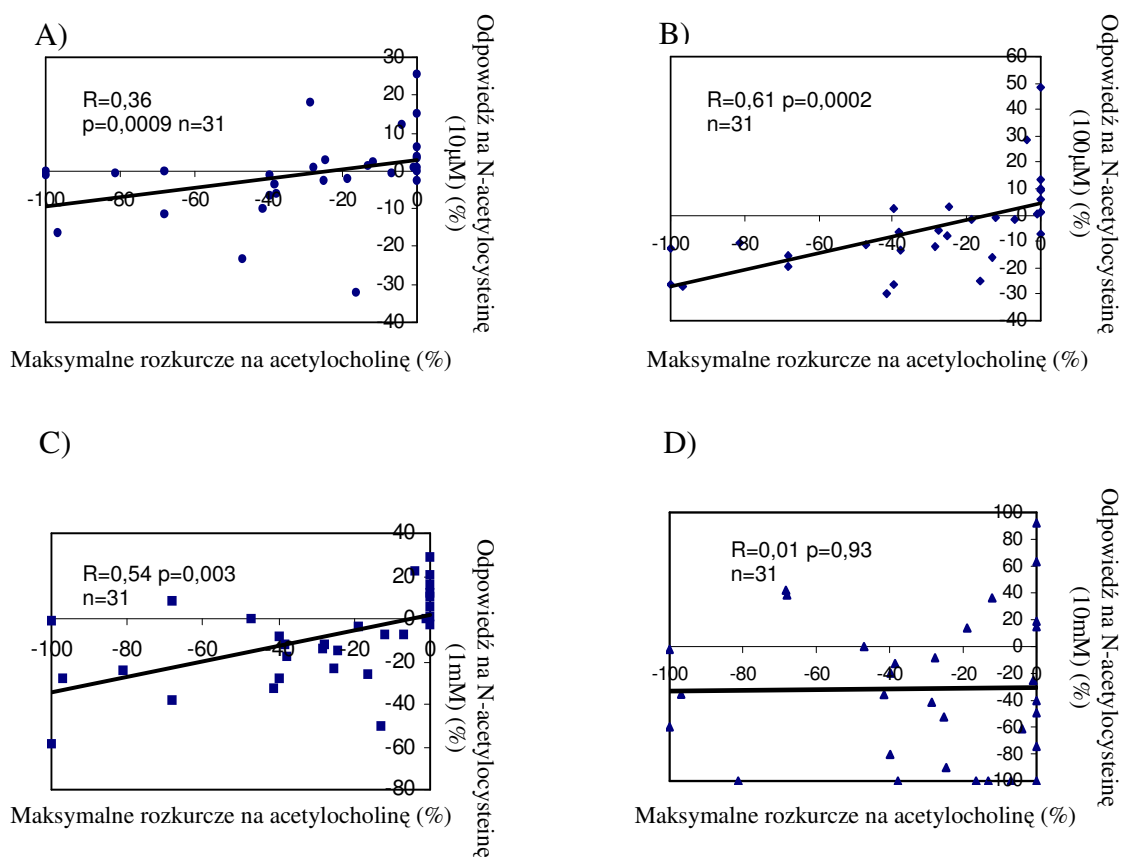 A)
30
20
10
0
-10
-20
-30
40
-100
-80
-60
-40
-20
0
R=0,36
p=0,0009 n=31
Odpowiedź na N-acetylocysteinę
(10µM) (%)
Maksymalne rozkurcze na acetylocholinę (%)
B)
60
50
40
30
20
10
0
-10
-20
-30
-40
-100
-80
-60
-40
-20
0
R=0,61 p=0,0002
n=31
Odpowiedź na N-acetylocysteinę
(100µM) (%)
Maksymalne rozkurcze na acetylocholinę (%)
C)
40
20
0
-20
-40
-60
-80
-100
-80
-60
-40
-20
0
R=0,54 p=0,003
n=31
Odpowiedź na N-acetylocysteinę
(1mM) (%)
Maksymalne rozkurcze na acetylocholinę (%)
D)
100
80
60
40
20
0
-20
-40
-60
-80
-100
-100
-80
-60
-40
-20
0
R=0,01 p=0,93
n=31
Odpowiedź na N-acetylocysteinę
(10mM) (%)
Maksymalne rozkurcze na acetylocholinę (%)